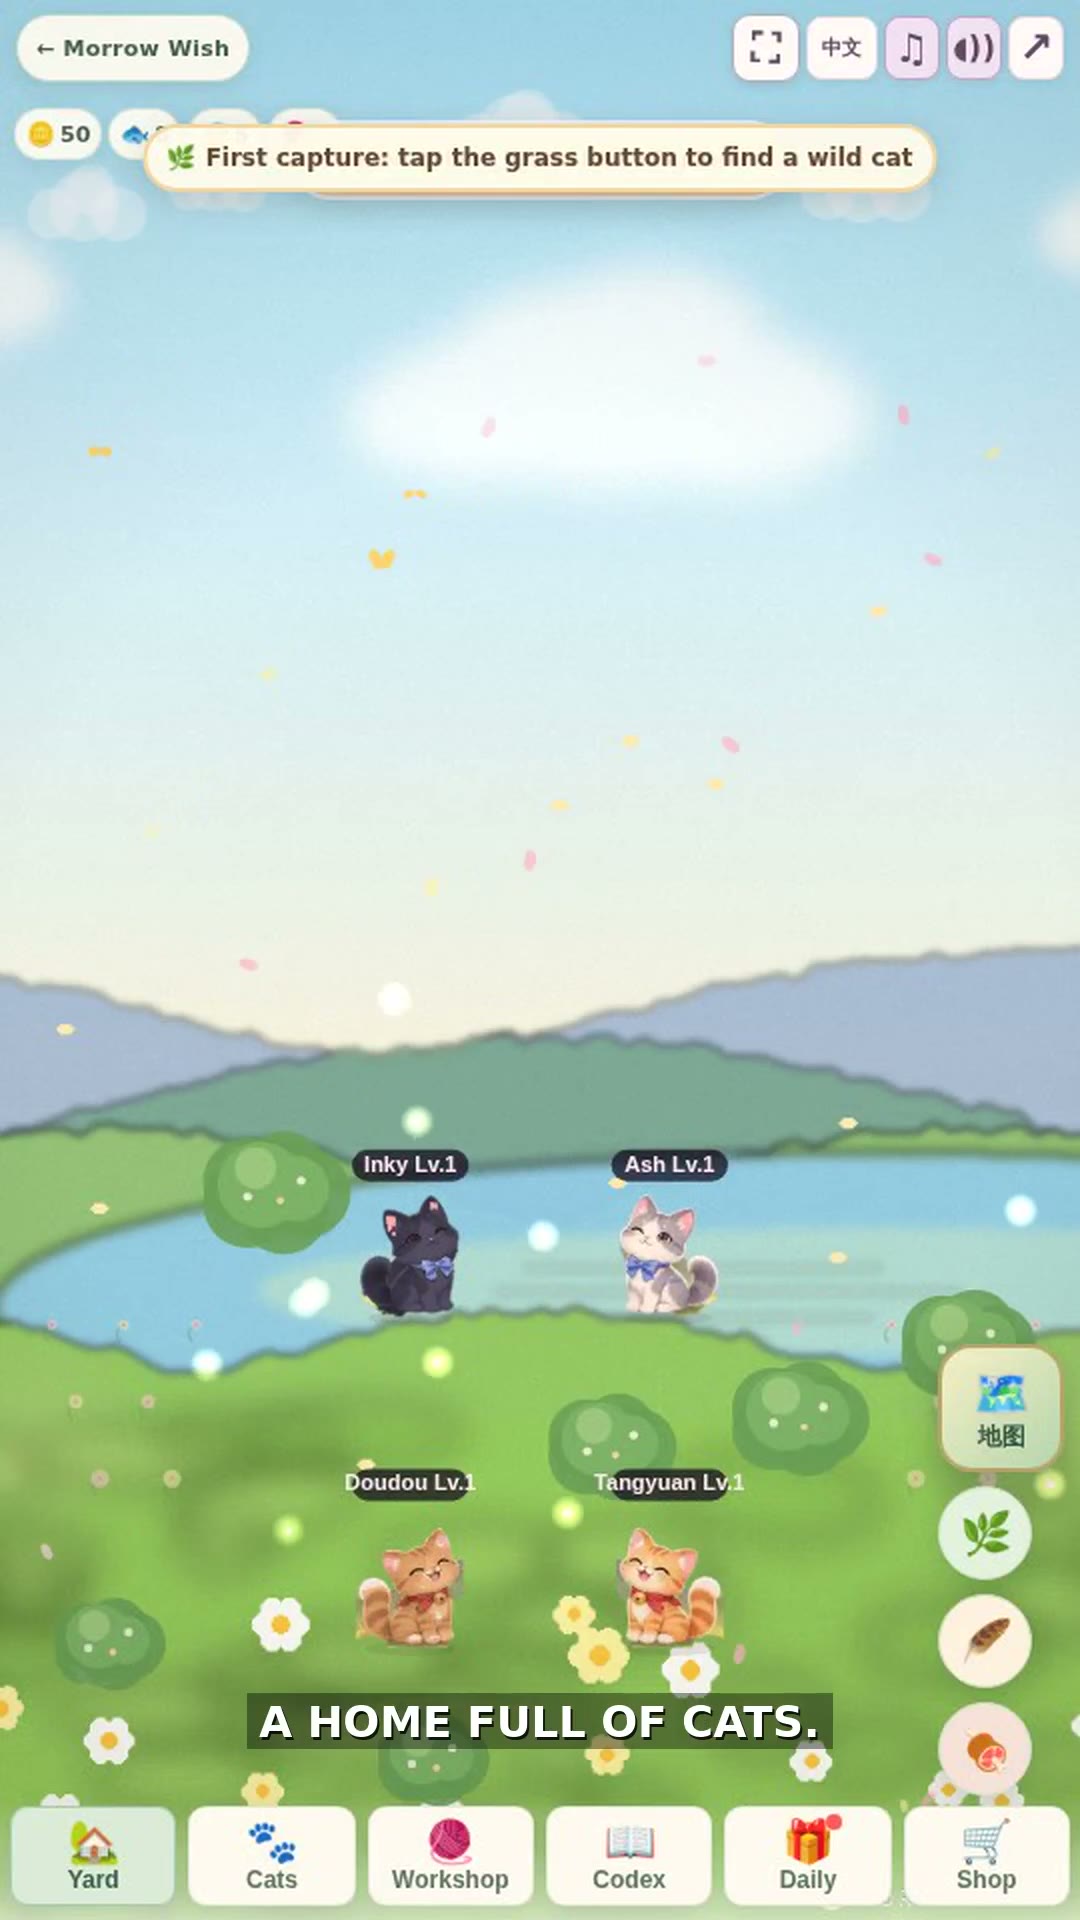 ← Morrow Wish
中文
50
First capture: tap the grass button to find a wild cat
Inky Lv.1
Ash Lv.1
地图
Doudou Lv.1
Tangyuan Lv.1
A HOME FULL OF CATS.
Yard
Cats
Workshop
Codex
Daily
Shop